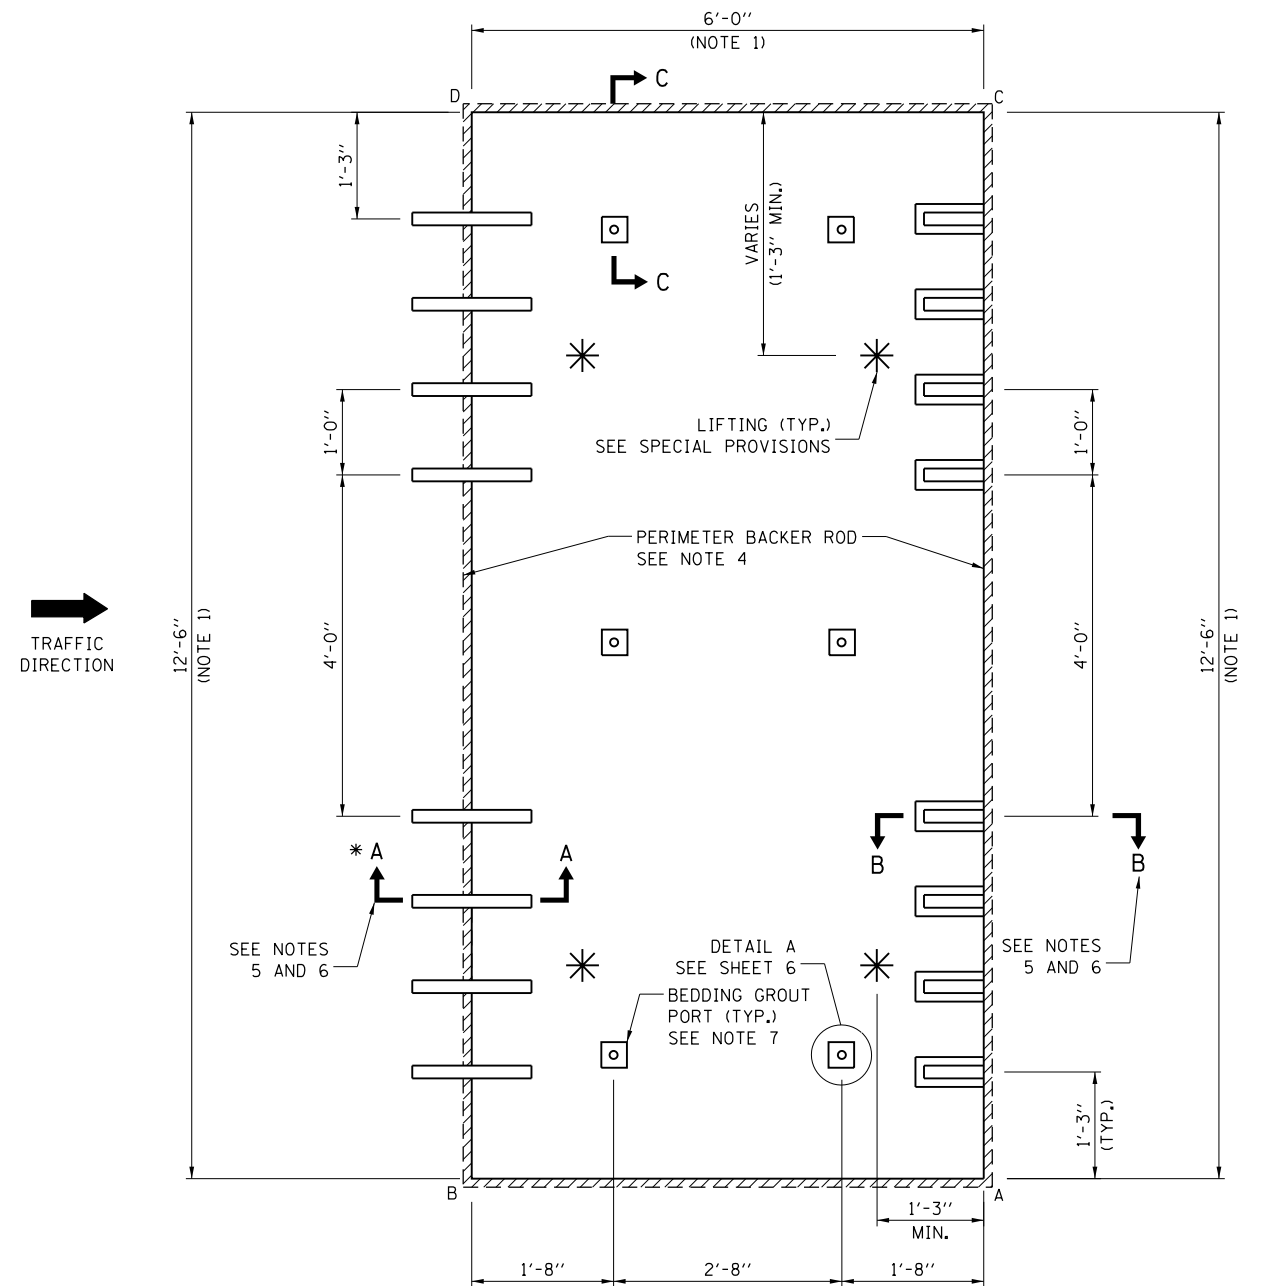 6'-0''
(NOTE 1)
C
D
C
1'-3''
VARIES
(1'-3'' MIN.)
C
LIFTING (TYP.)
SEE SPECIAL PROVISIONS
1'-0''
1'-0''
PERIMETER BACKER ROD
SEE NOTE 4
TRAFFIC
DIRECTION
12'-6''
(NOTE 1)
4'-0''
4'-0''
12'-6''
(NOTE 1)
* A
A
B
B
SEE NOTES
5 AND 6
DETAIL A
SEE SHEET 6
SEE NOTES
5 AND 6
BEDDING GROUT
PORT (TYP.)
SEE NOTE 7
1'-3''
(TYP.)
B
A
1'-3''
MIN.
1'-8''
2'-8''
1'-8''